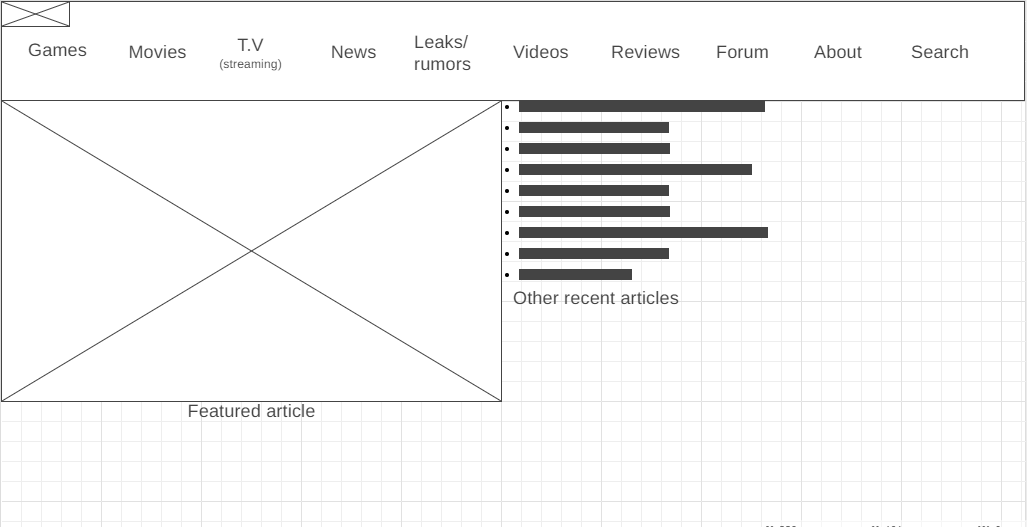 Games
Movies
T.V
(streaming)
News
Leaks/
rumors
Videos
Reviews
Forum
About
Search
Other recent articles
Featured article